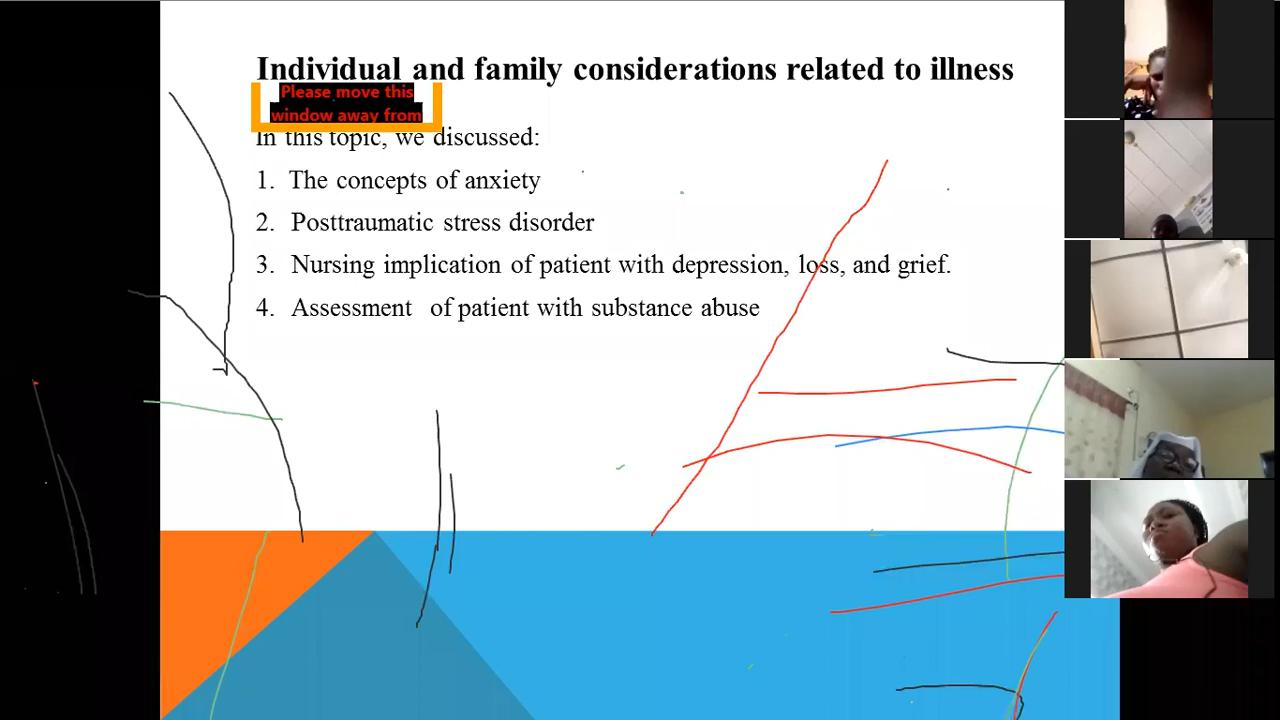 Individual and family considerations related to illness
Please move this
window away from
In this topic, we discussed:
1. The concepts of anxiety
2. Posttraumatic stress disorder
3. Nursing implication of patient with depression, loss, and grief.
4. Assessment of patient with substance abuse